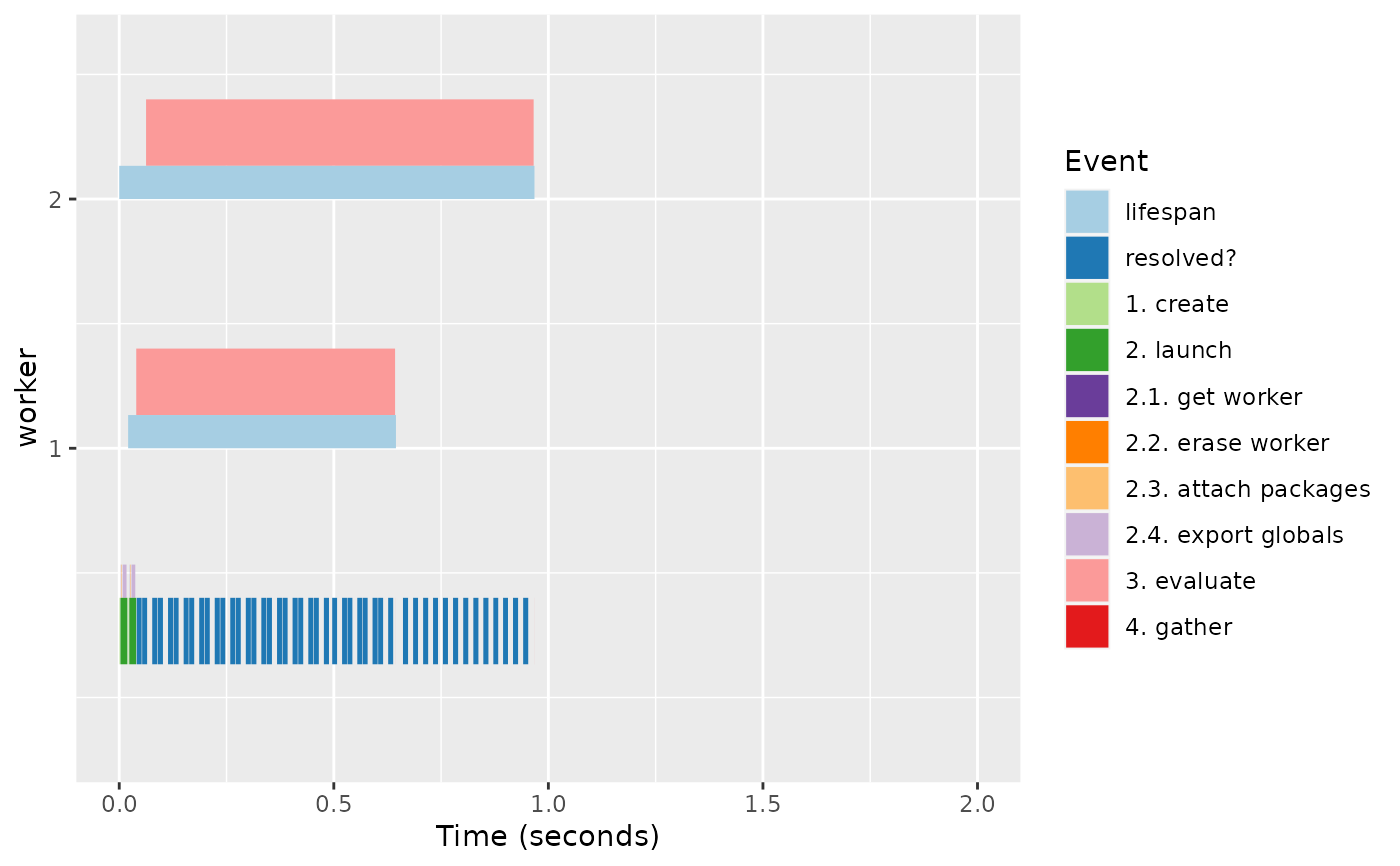 worker
2
1
0.0 0.5 1.0 1.5 2.0
Time (seconds)
Event
lifespan
resolved?
1. create
2. launch
2.1. get worker
2.2. erase worker
2.3. attach packages
2.4. export globals
3. evaluate
4. gather